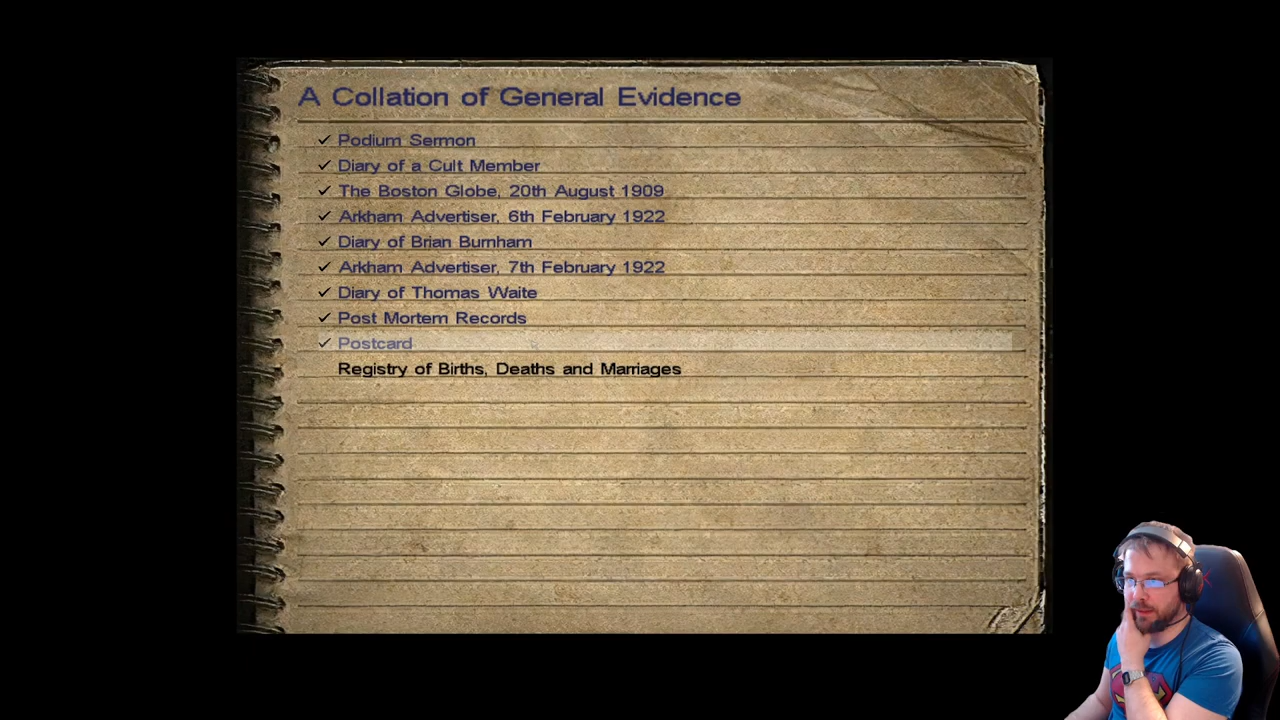 A Collation of General Evidence
✓ Podium Sermon
✓ Diary of a Cult Member
✓ The Boston Globe, 20th August 1909
✓ Arkham Advertiser, 6th February 1922
✓ Diary of Brian Burnham
✓ Arkham Advertiser, 7th February 1922
✓ Diary of Thomas Waite
✓ Post Mortem Records
✓ Postcard
Registry of Births, Deaths and Marriages